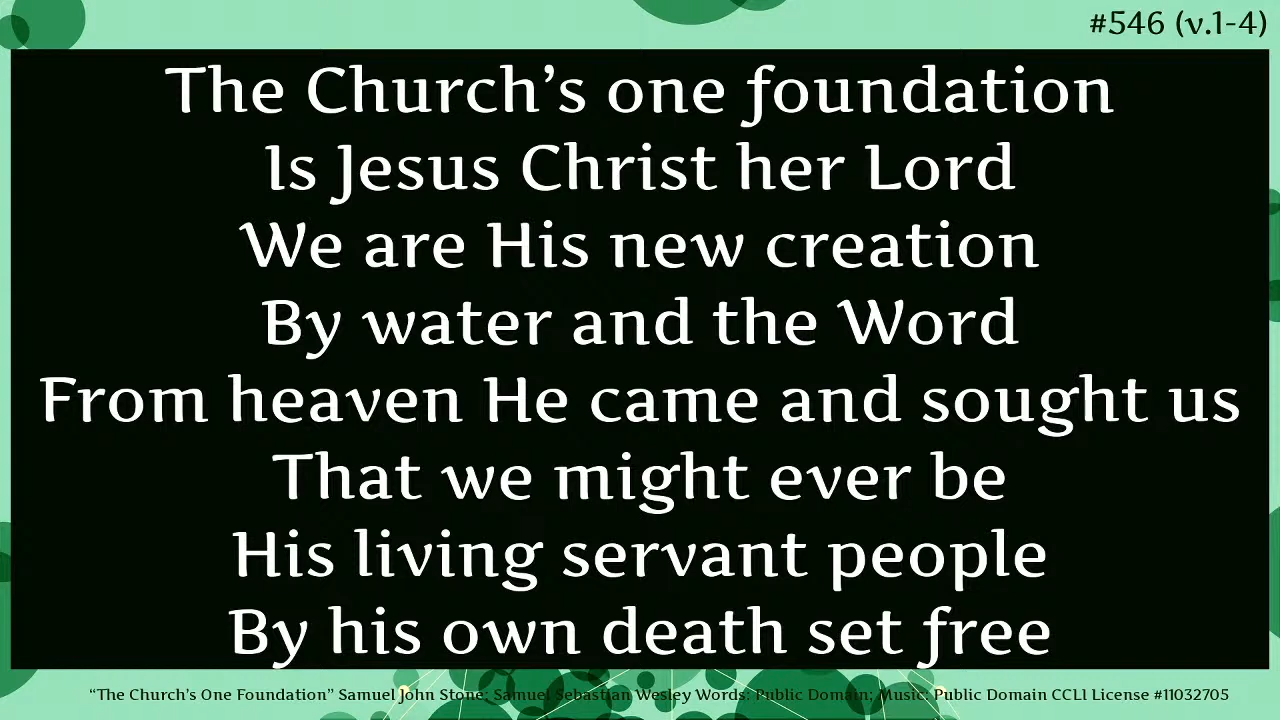 #546 (v.1-4)
The Church’s one foundation
Is Jesus Christ her Lord
We are His new creation
By water and the Word
From heaven He came and sought us
That we might ever be
His living servant people
By his own death set free
“The Church’s One Foundation” Samuel John Stone; Samuel Sebastian Wesley Words: Public Domain; Music: Public Domain CCLI License #11032705